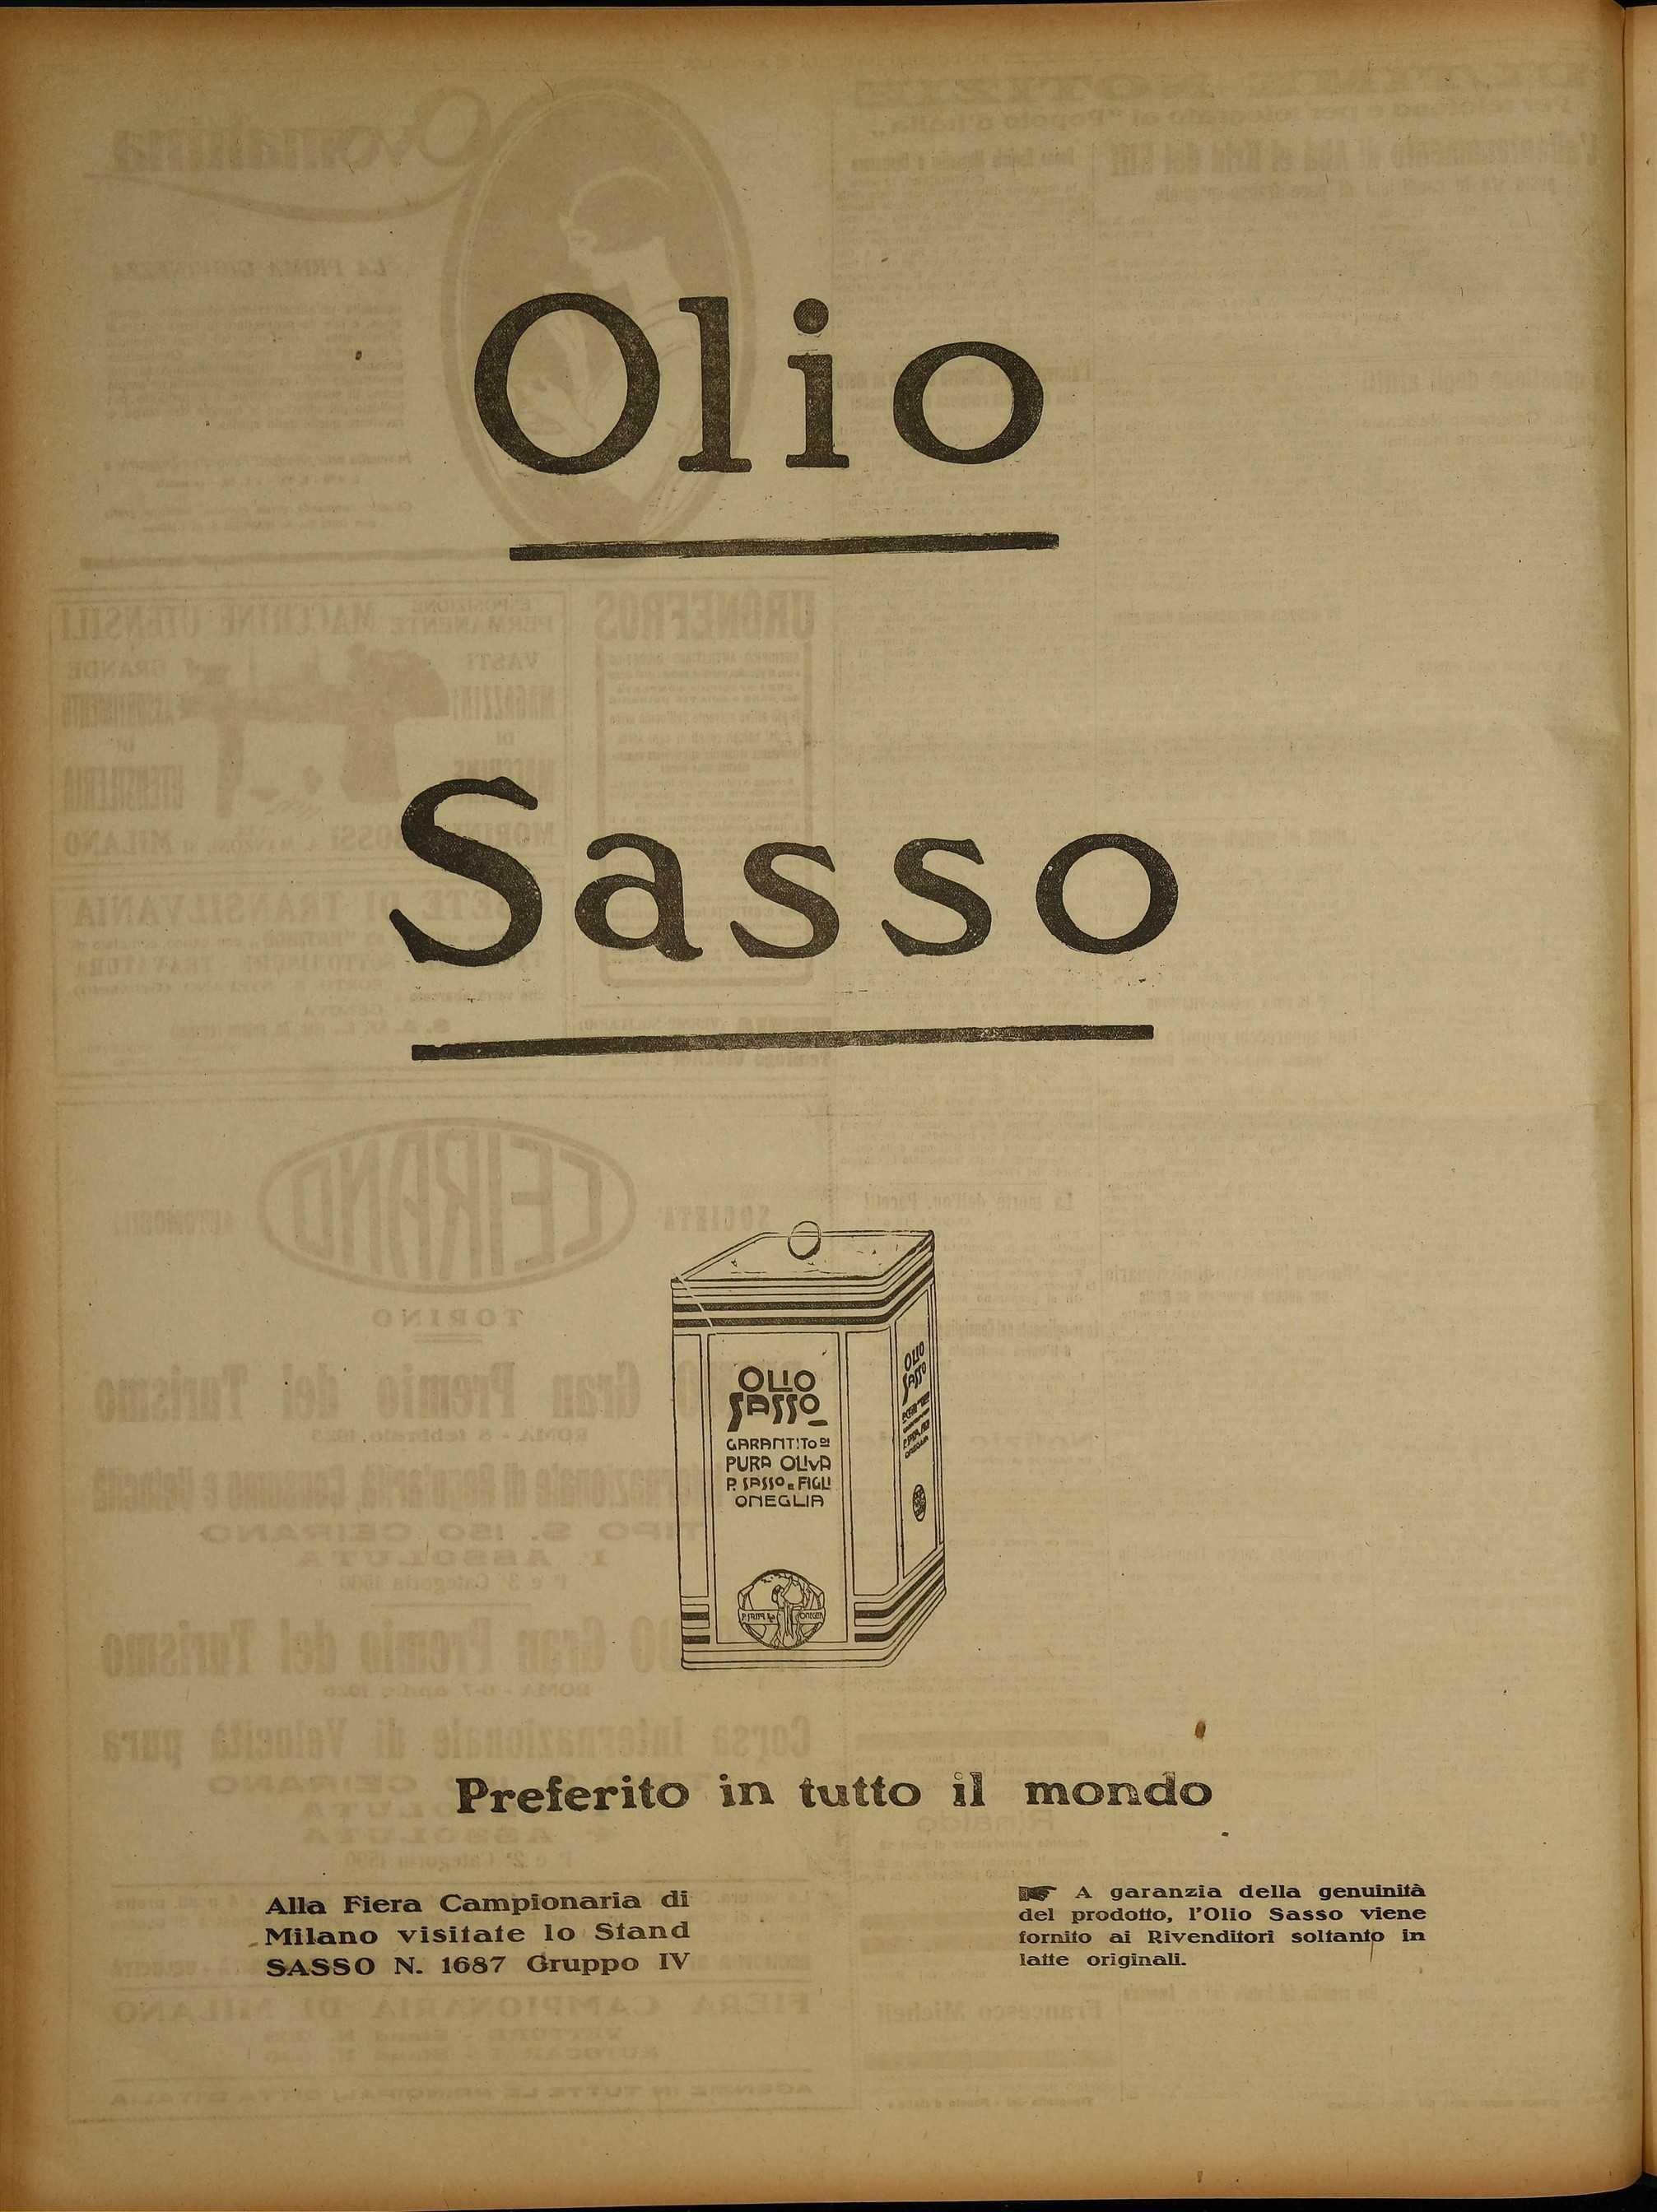 Olio
Sasso
OLIO
SASSO
GARANTITO DI
PURA OLIVA
P. SASSO E FIGLI
ONEGLIA
OLIO
SASSO
Preferito in tutto il mondo
Alla Fiera Campionaria di
Milano visitate lo Stand
SASSO N. 1687 Gruppo IV
☛ A garanzia della genuinità
del prodotto, l'Olio Sasso viene
fornito ai Rivenditori soltanto in
latte originali.